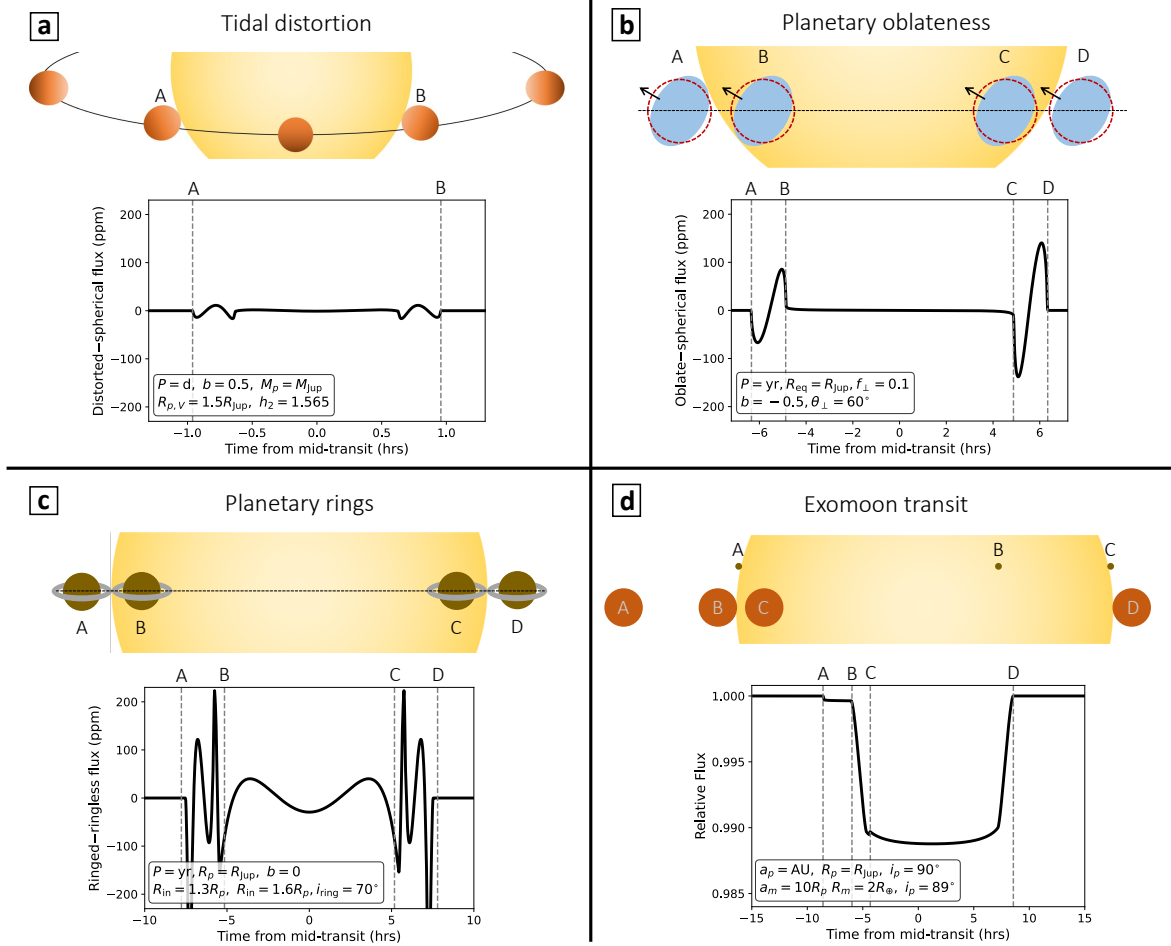 a
Tidal distortion
A
B
A
B
Distorted−spherical flux (ppm)
200
100
0
−100
−200
P = d, b = 0.5, M_p = M_Jup
R_{p,V} = 1.5R_Jup, h_2 = 1.565
−1.0 −0.5 0.0 0.5 1.0
Time from mid-transit (hrs)
b
Planetary oblateness
A B C D
A B C D
Oblate−spherical flux (ppm)
200
100
0
−100
−200
P = yr, R_eq = R_Jup, f_⊥ = 0.1
b = −0.5, θ_⊥ = 60°
−6 −4 −2 0 2 4 6
Time from mid-transit (hrs)
c
Planetary rings
A B C D
A B C D
Ringed−ringless flux (ppm)
200
100
0
−100
−200
P = yr, R_p = R_Jup, b = 0
R_in = 1.3R_p, R_in = 1.6R_p, i_ring = 70°
−10 −5 0 5 10
Time from mid-transit (hrs)
d
Exomoon transit
A B C
A B C D
A B C D
Relative Flux
1.000
0.995
0.990
0.985
a_p = AU, R_p = R_Jup, i_p = 90°
a_m = 10R_p R_m = 2R_⊕, i_p = 89°
−15 −10 −5 0 5 10 15
Time from mid-transit (hrs)